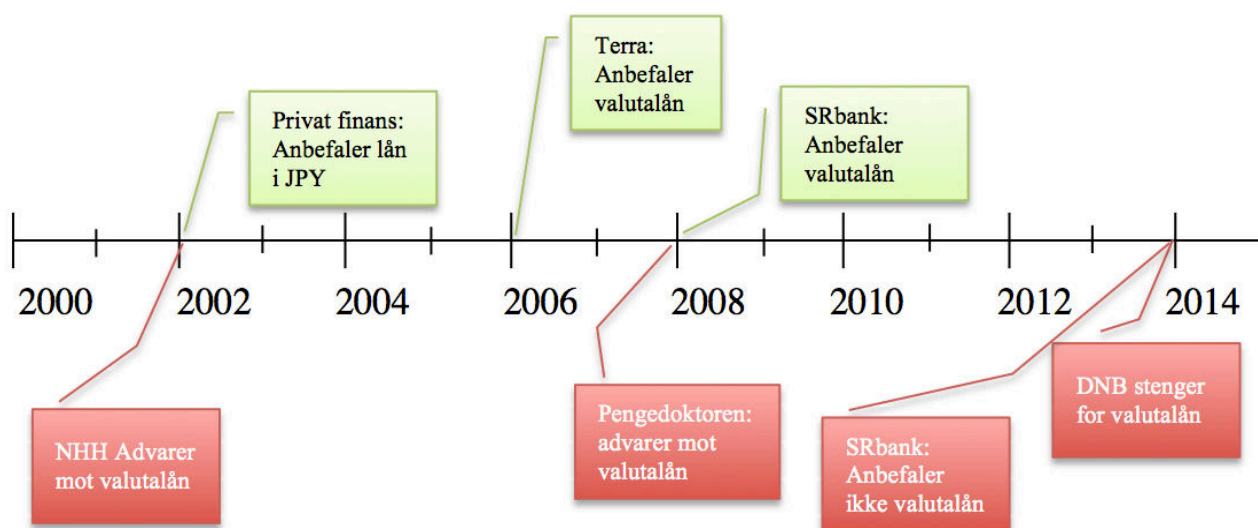 Terra:
Anbefaler
valutalån
Privat finans:
Anbefaler lån
i JPY
SRbank:
Anbefaler
valutalån
2000 2002 2004 2006 2008 2010 2012 2014
NHH Advarer
mot valutalån
Pengedoktoren:
advarer mot
valutalån
SRbank:
Anbefaler
ikke valutalån
DNB stenger
for valutalån